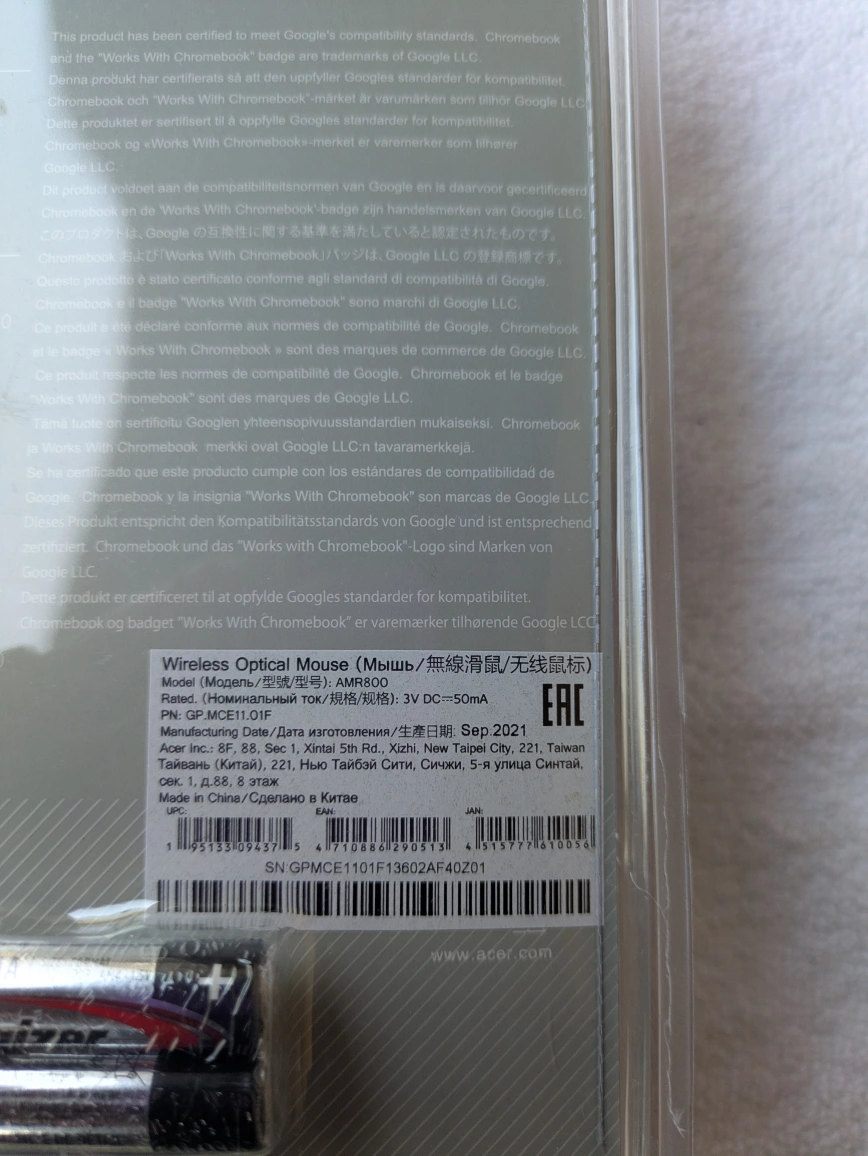 This product has been certified to meet Google's compatibility standards. Chromebook
and the "Works With Chromebook" badge are trademarks of Google LLC.
Denna produkt har certifierats så att den uppfyller Googles standarder för kompatibilitet.
Chromebook och "Works With Chromebook"-märket är varumärken som tillhör Google LLC.
Dette produktet er sertifisert til å oppfylle Googles standarder for kompatibilitet.
Chromebook og «Works With Chromebook»-merket er varemerker som tilhører
Google LLC.
Dit product voldoet aan de compatibiliteitsnormen van Google en is daarvoor gecertificeerd
Chromebook en de 'Works With Chromebook'-badge zijn handelsmerken van Google LLC.
このプロダクトは、Google の互換性に関する基準を満たしていると認定されたものです。
Chromebook および「Works With Chromebook」バッジは、Google LLC の登録商標です。
Questo prodotto è stato certificato conforme agli standard di compatibilità di Google.
Chromebook e il badge "Works With Chromebook" sono marchi di Google LLC.
Ce produit a été déclaré conforme aux normes de compatibilité de Google. Chromebook
et le badge « Works With Chromebook » sont des marques de commerce de Google LLC.
Ce produit respecte les normes de compatibilité de Google. Chromebook et le badge
"Works With Chromebook" sont des marques de Google LLC.
Tämä tuote on sertifioitu Googlen yhteensopivuusstandardien mukaiseksi. Chromebook
ja Works With Chromebook -merkki ovat Google LLC:n tavaramerkkejä.
Se ha certificado que este producto cumple con los estándares de compatibilidad de
Google. Chromebook y la insignia "Works With Chromebook" son marcas de Google LLC.
Dieses Produkt entspricht den Kompatibilitätsstandards von Google und ist entsprechend
zertifiziert. Chromebook und das "Works with Chromebook"-Logo sind Marken von
Google LLC.
Dette produkt er certificeret til at opfylde Googles standarder for kompatibilitet.
Chromebook og badget "Works With Chromebook" er varemærker tilhørende Google LCC.
Wireless Optical Mouse (Мышь/無線滑鼠/无线鼠标)
Model (Модель/型號/型号): AMR800
Rated. (Номинальный ток/規格/规格): 3V DC⎓50mA
EAC
PN: GP.MCE11.01F
Manufacturing Date/Дата изготовления/生產日期: Sep.2021
Acer Inc.: 8F, 88, Sec 1, Xintai 5th Rd., Xizhi, New Taipei City, 221, Taiwan
Тайвань (Китай), 221, Нью Тайбэй Сити, Сичжи, 5-я улица Синтай,
сек. 1, д.88, 8 этаж
Made in China/Сделано в Китае
UPC: EAN: JAN:
1 95133 09437 5 4 710886 290513 4 515777 610056
SN:GPMCE1101F13602AF40Z01
www.acer.com
+